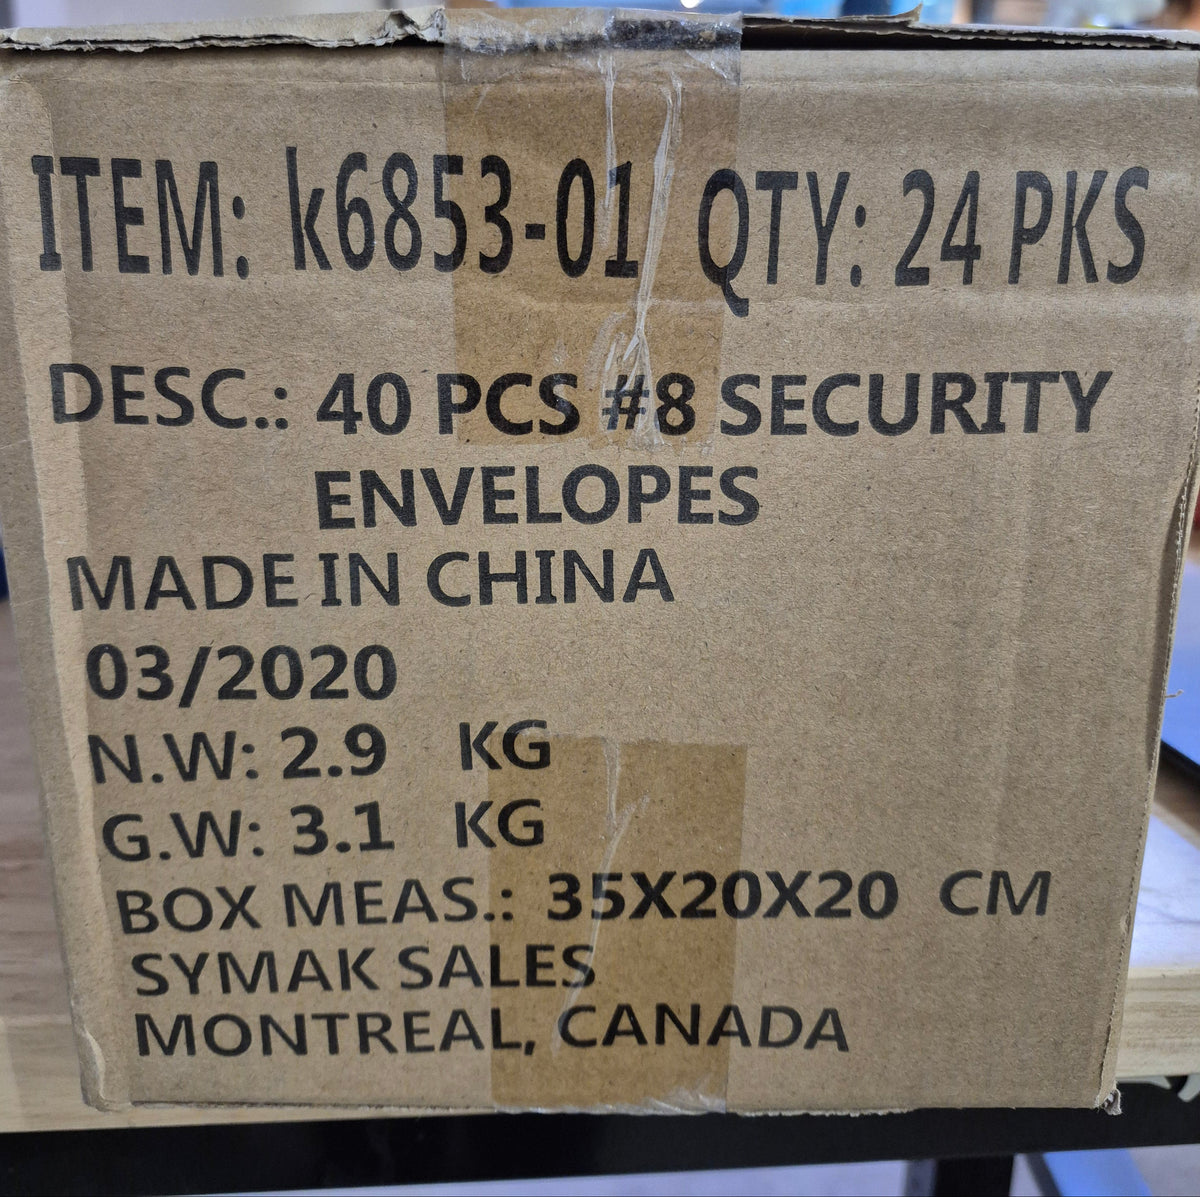 ITEM: k6853-01 QTY: 24 PKS
DESC.: 40 PCS #8 SECURITY
ENVELOPES
MADE IN CHINA
03/2020
N.W: 2.9 KG
G.W: 3.1 KG
BOX MEAS.: 35X20X20 CM
SYMAK SALES
MONTREAL, CANADA